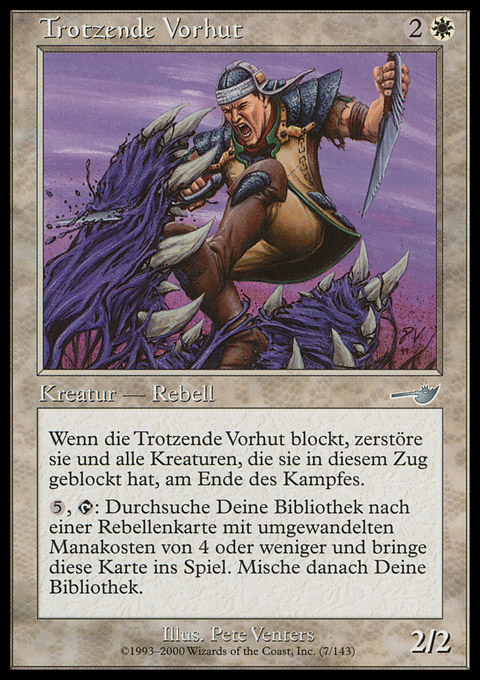 Trotzende Vorhut 2
Kreatur — Rebell
Wenn die Trotzende Vorhut blockt, zerstöre
sie und alle Kreaturen, die sie in diesem Zug
geblockt hat, am Ende des Kampfes.
5, : Durchsuche Deine Bibliothek nach
einer Rebellenkarte mit umgewandelten
Manakosten von 4 oder weniger und bringe
diese Karte ins Spiel. Mische danach Deine
Bibliothek.
Illus. Pete Venters
2/2
©1993–2000 Wizards of the Coast, Inc. (7/143)